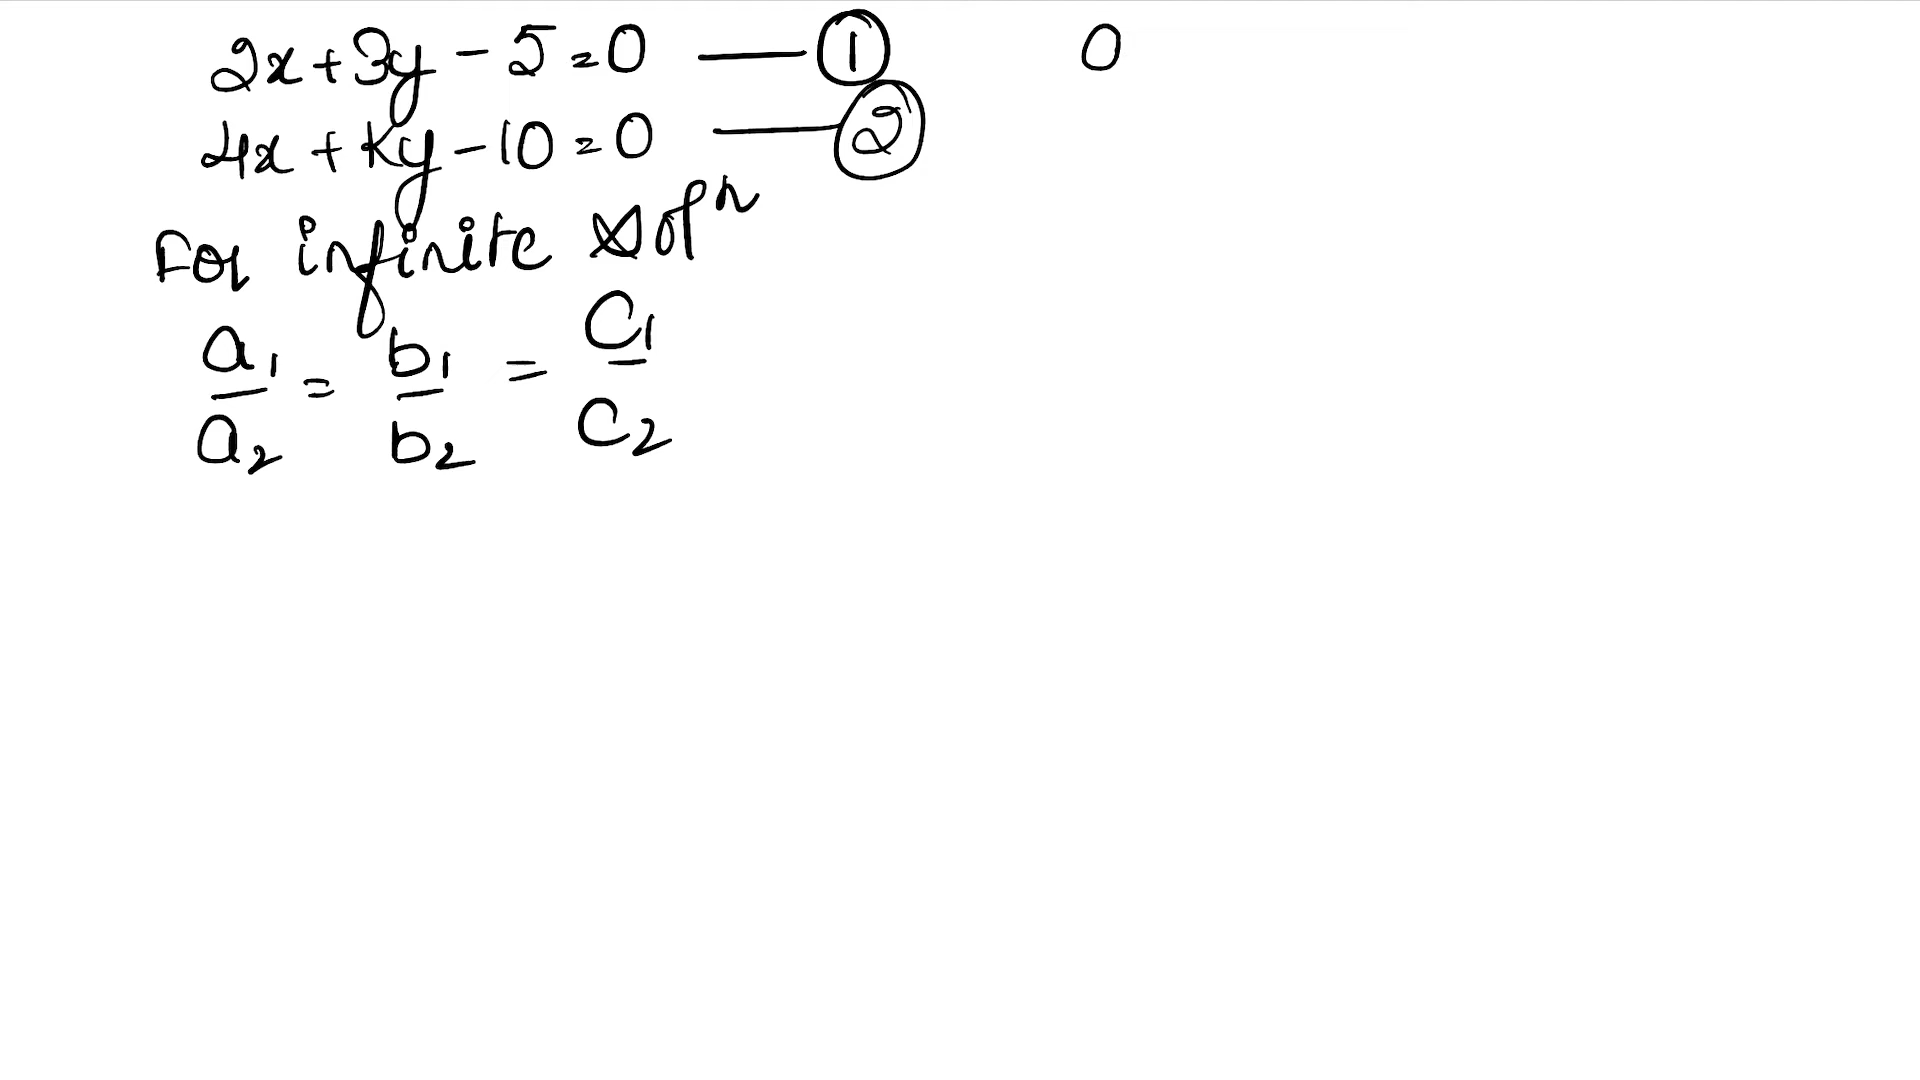 2x + 3y - 5 = 0 — ① 0
4x + Ky - 10 = 0 — ②
For infinite solⁿ
a₁/a₂ = b₁/b₂ = C₁/C₂